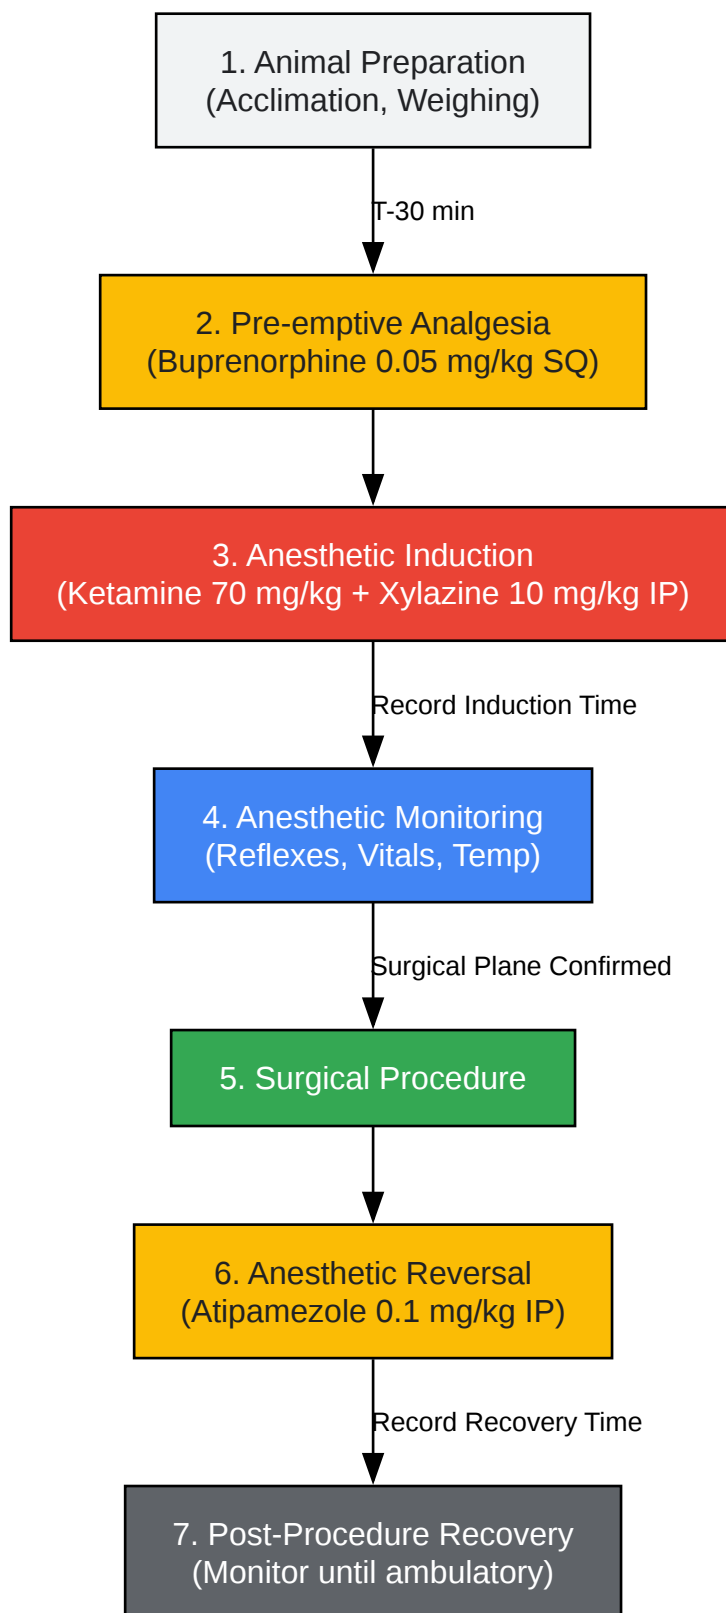 1. Animal Preparation
(Acclimation, Weighing)
T-30 min
2. Pre-emptive Analgesia
(Buprenorphine 0.05 mg/kg SQ)
3. Anesthetic Induction
(Ketamine 70 mg/kg + Xylazine 10 mg/kg IP)
Record Induction Time
4. Anesthetic Monitoring
(Reflexes, Vitals, Temp)
Surgical Plane Confirmed
5. Surgical Procedure
6. Anesthetic Reversal
(Atipamezole 0.1 mg/kg IP)
Record Recovery Time
7. Post-Procedure Recovery
(Monitor until ambulatory)